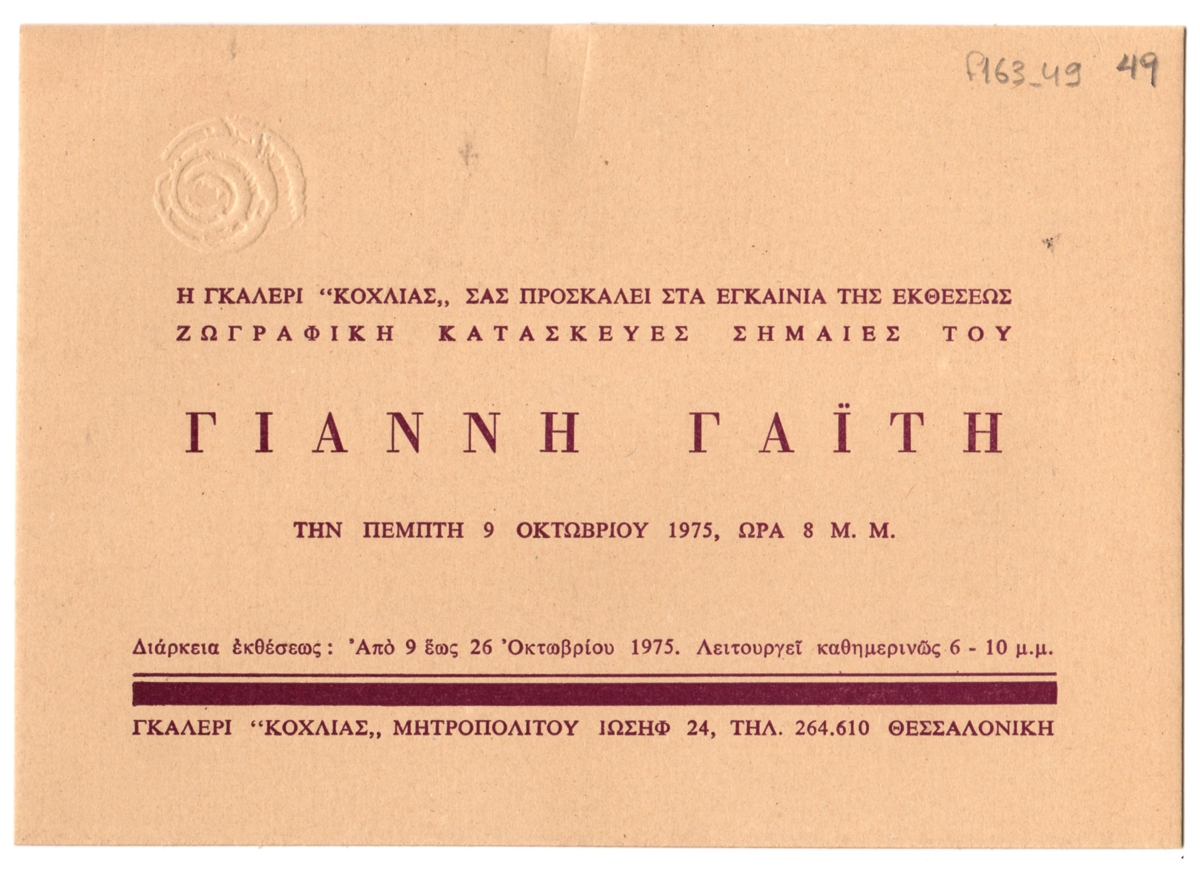 Γ163_49 49
Η ΓΚΑΛΕΡΙ “ΚΟΧΛΙΑΣ„ ΣΑΣ ΠΡΟΣΚΑΛΕΙ ΣΤΑ ΕΓΚΑΙΝΙΑ ΤΗΣ ΕΚΘΕΣΕΩΣ
ΖΩΓΡΑΦΙΚΗ ΚΑΤΑΣΚΕΥΕΣ ΣΗΜΑΙΕΣ ΤΟΥ
ΓΙΑΝΝΗ ΓΑΪΤΗ
ΤΗΝ ΠΕΜΠΤΗ 9 ΟΚΤΩΒΡΙΟΥ 1975, ΩΡΑ 8 Μ. Μ.
Διάρκεια ἐκθέσεως: Ἀπὸ 9 ἕως 26 Ὀκτωβρίου 1975. Λειτουργεῖ καθημερινῶς 6 - 10 μ.μ.
ΓΚΑΛΕΡΙ “ΚΟΧΛΙΑΣ„ ΜΗΤΡΟΠΟΛΙΤΟΥ ΙΩΣΗΦ 24, ΤΗΛ. 264.610 ΘΕΣΣΑΛΟΝΙΚΗ